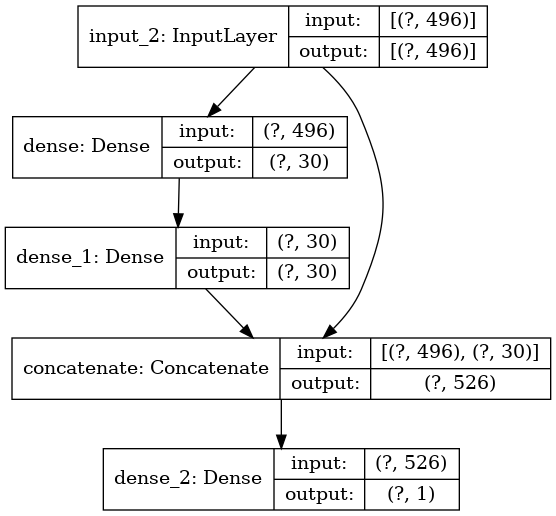 input_2: InputLayer
input: [(?, 496)]
output: [(?, 496)]
dense: Dense
input: (?, 496)
output: (?, 30)
dense_1: Dense
input: (?, 30)
output: (?, 30)
concatenate: Concatenate
input: [(?, 496), (?, 30)]
output: (?, 526)
dense_2: Dense
input: (?, 526)
output: (?, 1)